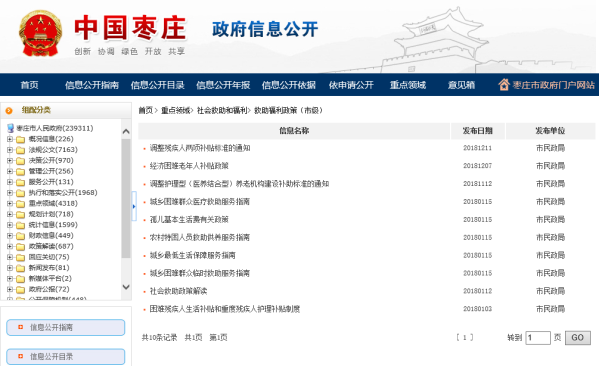 中国枣庄 政府信息公开
创新 协调 绿色 开放 共享
首页 信息公开指南 信息公开目录 信息公开年报 信息公开依据 依申请公开 重点领域 意见箱 枣庄市政府门户网站
细配分类
首页> 重点领域> 社会救助和福利> 救助福利政策（市级）
信息名称 发布日期 发布单位
枣庄市人民政府(239311)
概况信息(226)
法规公文(7163)
决策公开(970)
管理公开(256)
服务公开(131)
执行和落实公开(1968)
重点领域(4318)
规划计划(718)
统计信息(1599)
财政信息(449)
政策解读(687)
回应关切(75)
新闻发布(81)
新媒体平台(2)
政府公报(72)
调整残疾人两项补贴标准的通知 20181211 市民政局
经济困难老年人补贴政策 20181207 市民政局
调整护理型（医养结合型）养老机构建设补助标准的通知 20181112 市民政局
城乡困难群众医疗救助服务指南 20180115 市民政局
孤儿基本生活费有关政策 20180115 市民政局
农村特困人员救助供养服务指南 20180115 市民政局
城乡最低生活保障服务指南 20180115 市民政局
城乡困难群众临时救助服务指南 20180115 市民政局
社会救助政策解读 20180112 市民政局
困难残疾人生活补贴和重度残疾人护理补贴制度 20180103 市民政局
共10条记录 共1页 第1页 [ 1 ] 转到 1 页 GO
信息公开指南
信息公开目录